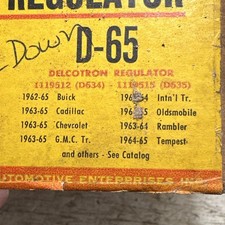 REGULATOR
Down
D-65
DELCOTRON REGULATOR
1119512 (D634) - 1119515 (D635)
1962-65 Buick
1963-65 Cadillac
1963-65 Chevrolet
1963-65 G.M.C. Tr.
54 Int'l Tr.
Oldsmobile
1963-64 Rambler
1964-65 Tempest
and others - See Catalog
AUTOMOTIVE ENTERPRISES INC.